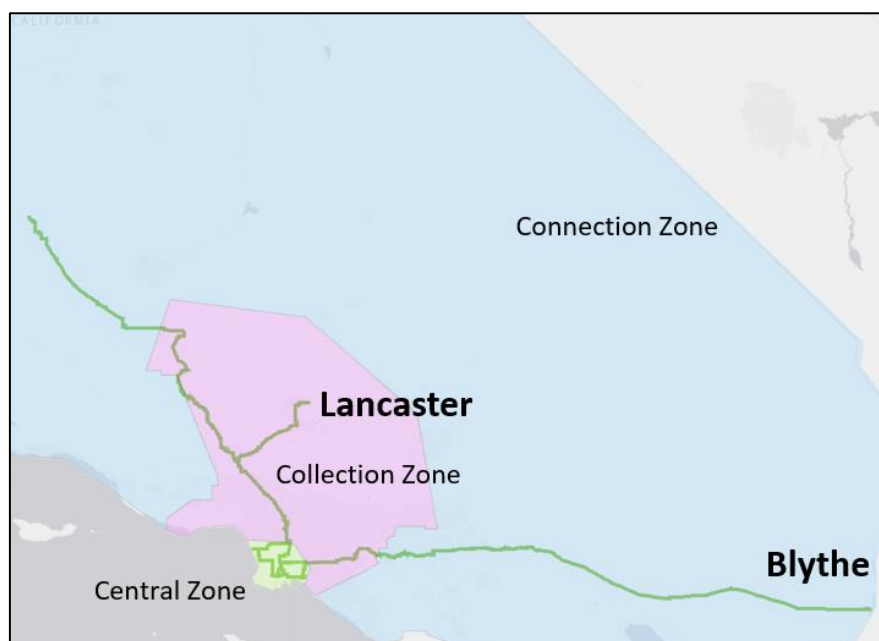 CALIFORNIA
Connection Zone
Lancaster
Collection Zone
Blythe
Central Zone